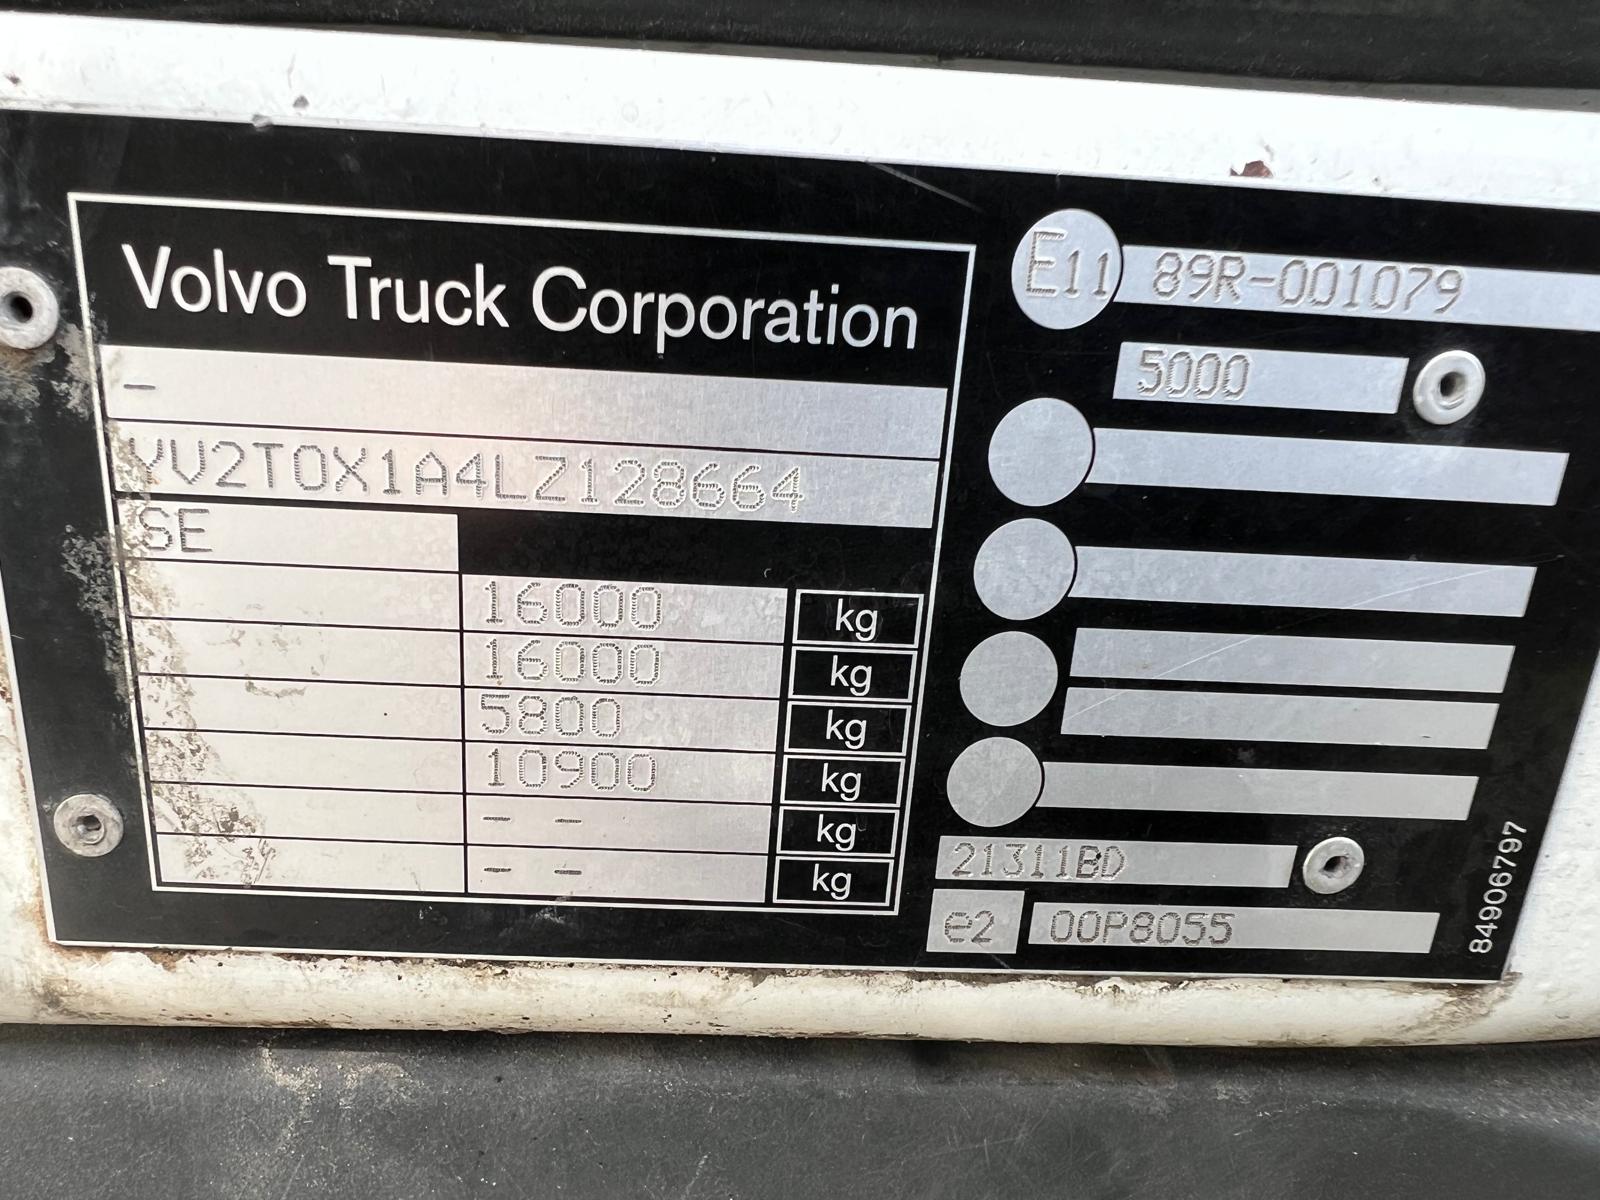 Volvo Truck Corporation
-
YV2T0X1A4LZ128664
SE
16000 kg
16000 kg
5800 kg
10900 kg
- - kg
- - kg
E11 89R-001079
5000
21311BD
e2 00P8055
84906797